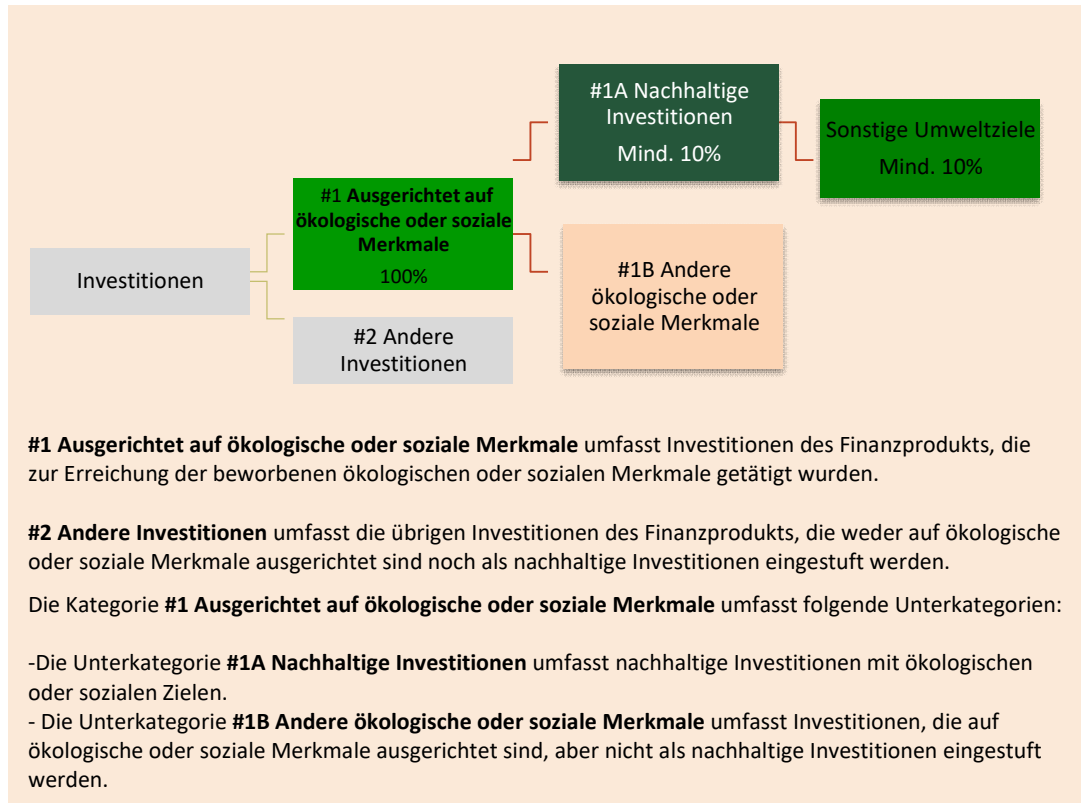 #1A Nachhaltige
Investitionen
Mind. 10%
Sonstige Umweltziele
Mind. 10%
#1 Ausgerichtet auf
ökologische oder soziale
Merkmale
100%
Investitionen
#1B Andere
ökologische oder
soziale Merkmale
#2 Andere
Investitionen
#1 Ausgerichtet auf ökologische oder soziale Merkmale umfasst Investitionen des Finanzprodukts, die
zur Erreichung der beworbenen ökologischen oder sozialen Merkmale getätigt wurden.
#2 Andere Investitionen umfasst die übrigen Investitionen des Finanzprodukts, die weder auf ökologische
oder soziale Merkmale ausgerichtet sind noch als nachhaltige Investitionen eingestuft werden.
Die Kategorie #1 Ausgerichtet auf ökologische oder soziale Merkmale umfasst folgende Unterkategorien:
-Die Unterkategorie #1A Nachhaltige Investitionen umfasst nachhaltige Investitionen mit ökologischen
oder sozialen Zielen.
- Die Unterkategorie #1B Andere ökologische oder soziale Merkmale umfasst Investitionen, die auf
ökologische oder soziale Merkmale ausgerichtet sind, aber nicht als nachhaltige Investitionen eingestuft
werden.